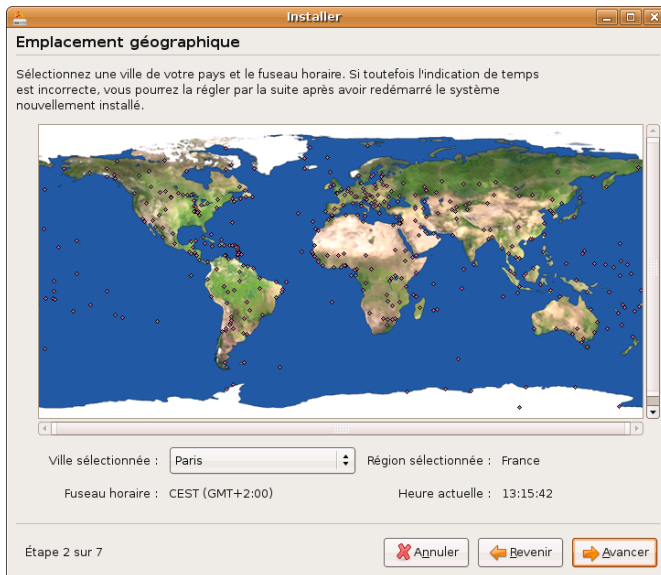 Installer
Emplacement géographique
Sélectionnez une ville de votre pays et le fuseau horaire. Si toutefois l'indication de temps
est incorrecte, vous pourrez la régler par la suite après avoir redémarré le système
nouvellement installé.
Ville sélectionnée : Paris Région sélectionnée : France
Fuseau horaire : CEST (GMT+2:00) Heure actuelle : 13:15:42
Étape 2 sur 7 Annuler Revenir Avancer